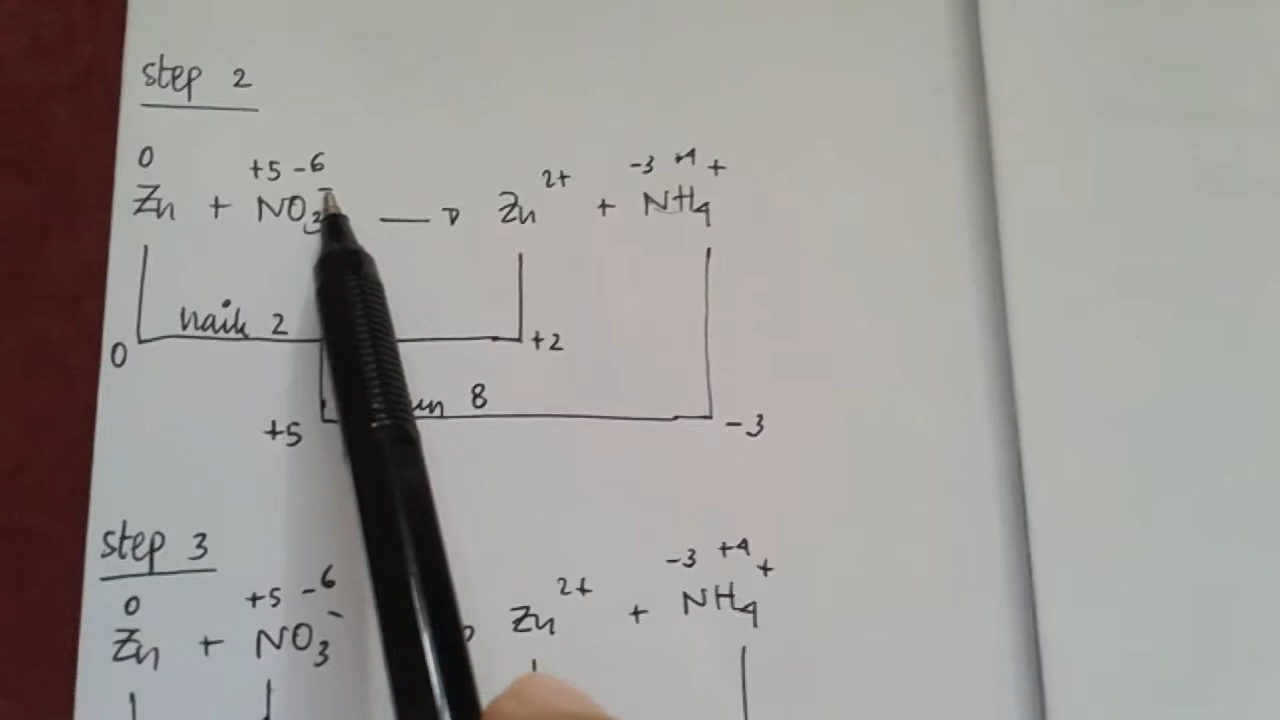 step 2
0 +5 -6 2+ -3 +4 +
Zn + NO3- → Zn + NH4
naik 2
0 +2
8
+5 -3
step 3
0 +5 -6 2+ -3 +4 +
Zn + NO3- Zn + NH4